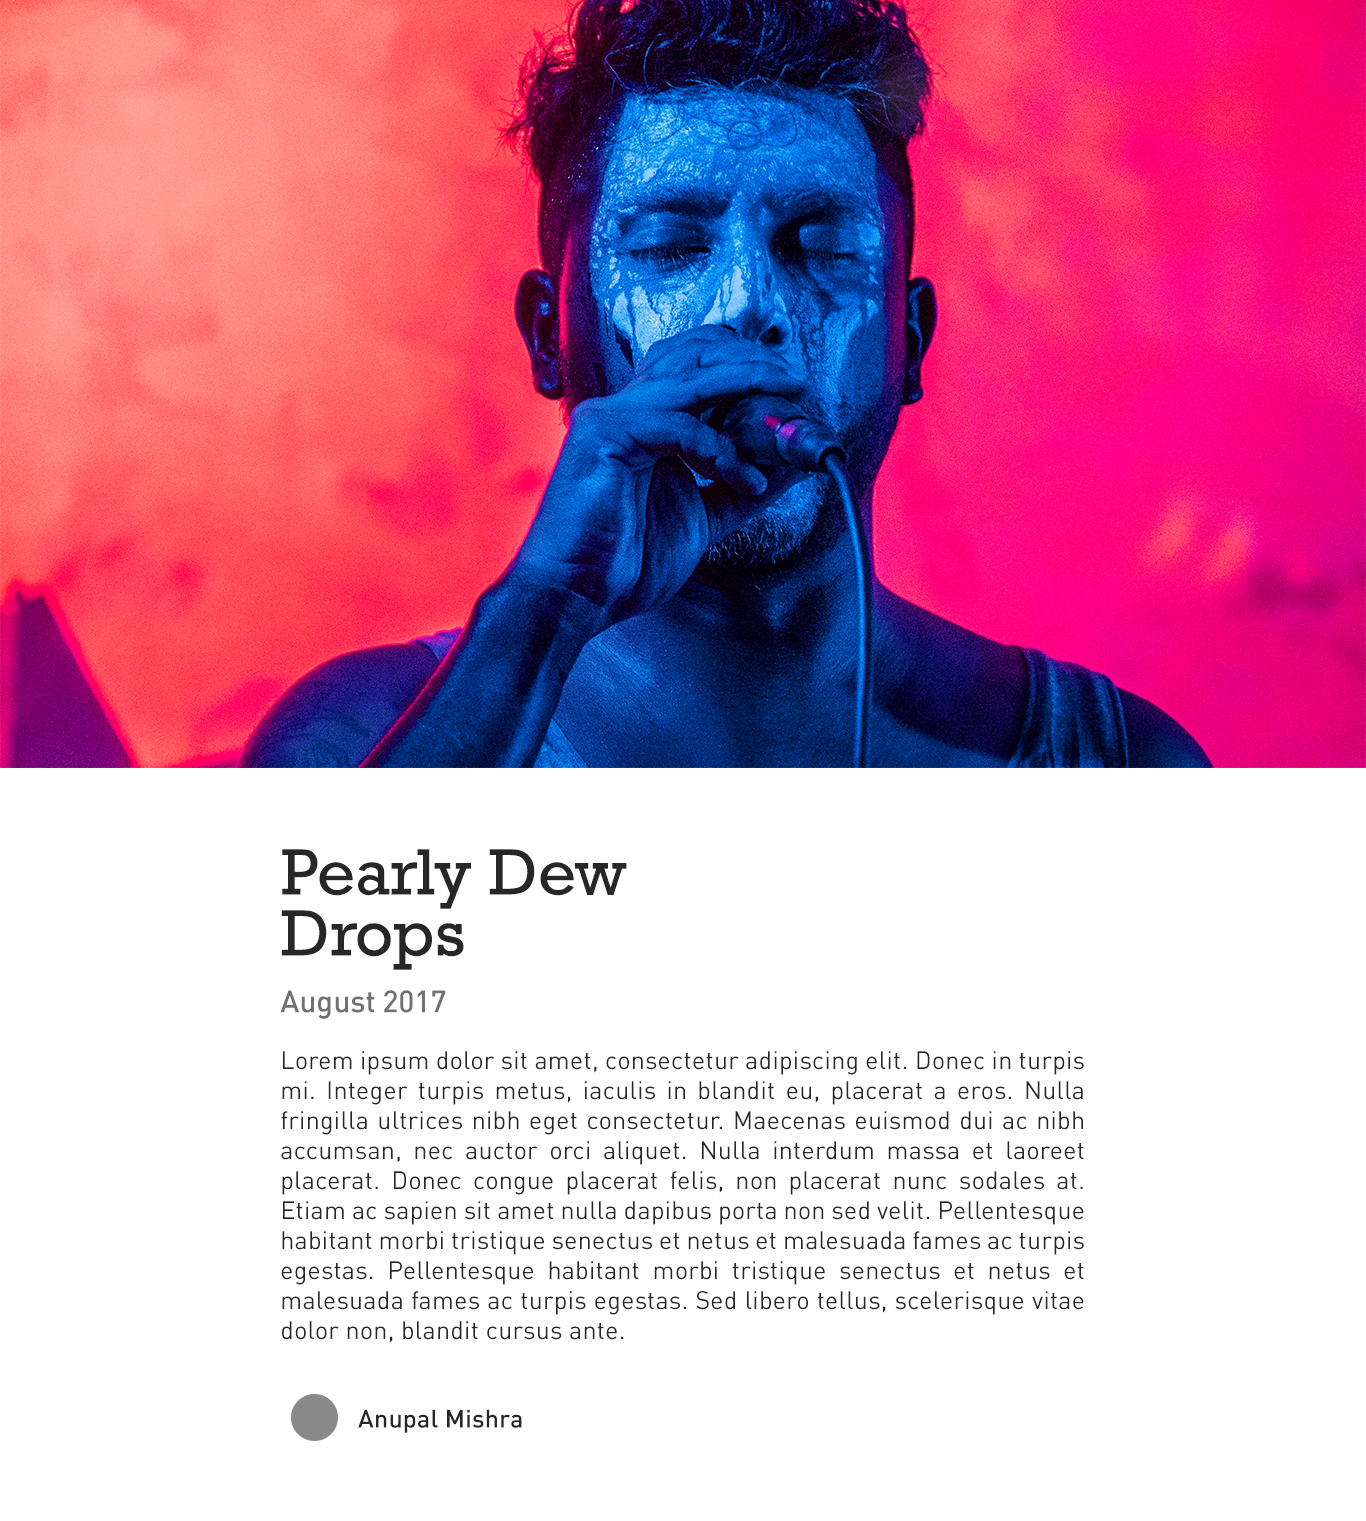 Pearly Dew
Drops
August 2017
Lorem ipsum dolor sit amet, consectetur adipiscing elit. Donec in turpis
mi. Integer turpis metus, iaculis in blandit eu, placerat a eros. Nulla
fringilla ultrices nibh eget consectetur. Maecenas euismod dui ac nibh
accumsan, nec auctor orci aliquet. Nulla interdum massa et laoreet
placerat. Donec congue placerat felis, non placerat nunc sodales at.
Etiam ac sapien sit amet nulla dapibus porta non sed velit. Pellentesque
habitant morbi tristique senectus et netus et malesuada fames ac turpis
egestas. Pellentesque habitant morbi tristique senectus et netus et
malesuada fames ac turpis egestas. Sed libero tellus, scelerisque vitae
dolor non, blandit cursus ante.
Anupal Mishra